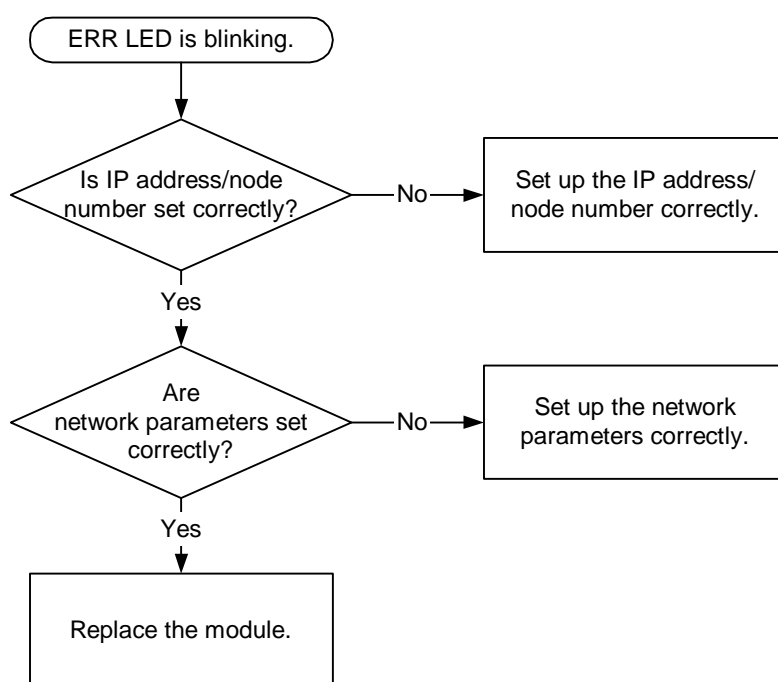 ERR LED is blinking.
Is IP address/node
number set correctly?
No
Set up the IP address/
node number correctly.
Yes
Are
network parameters set
correctly?
No
Set up the network
parameters correctly.
Yes
Replace the module.